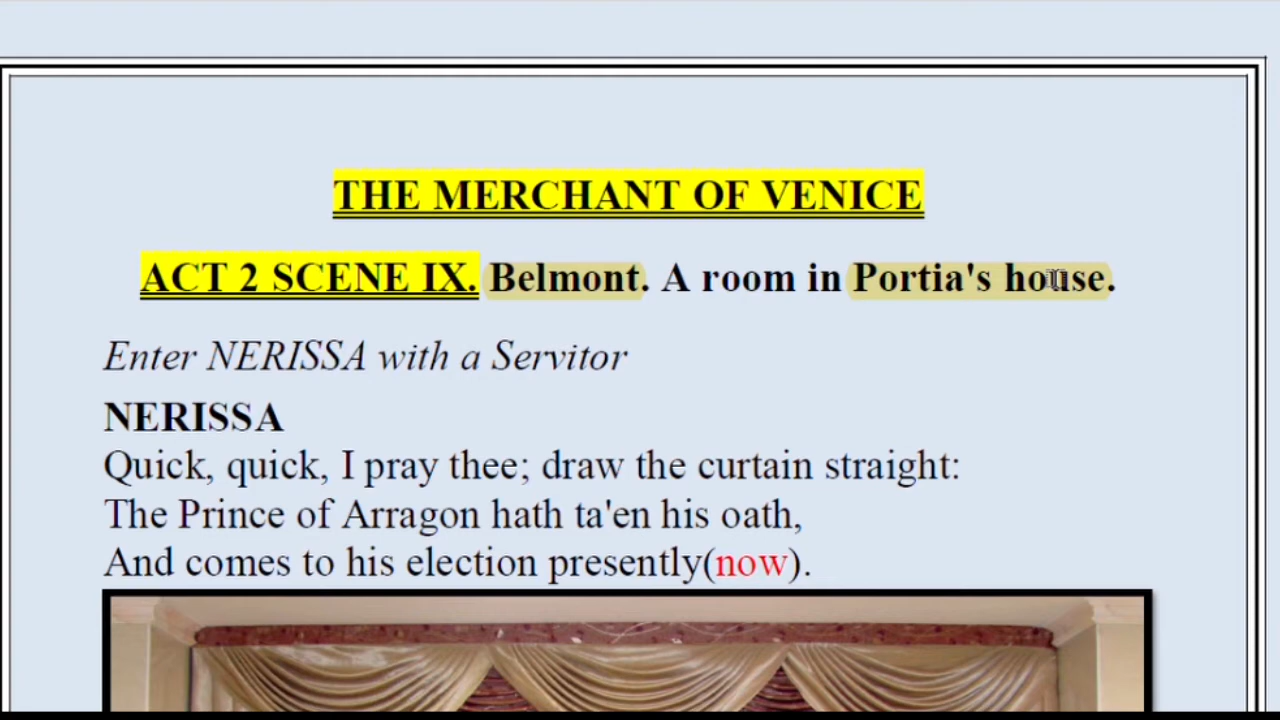 THE MERCHANT OF VENICE
ACT 2 SCENE IX. Belmont. A room in Portia's house.
Enter NERISSA with a Servitor
NERISSA
Quick, quick, I pray thee; draw the curtain straight:
The Prince of Arragon hath ta'en his oath,
And comes to his election presently(now).